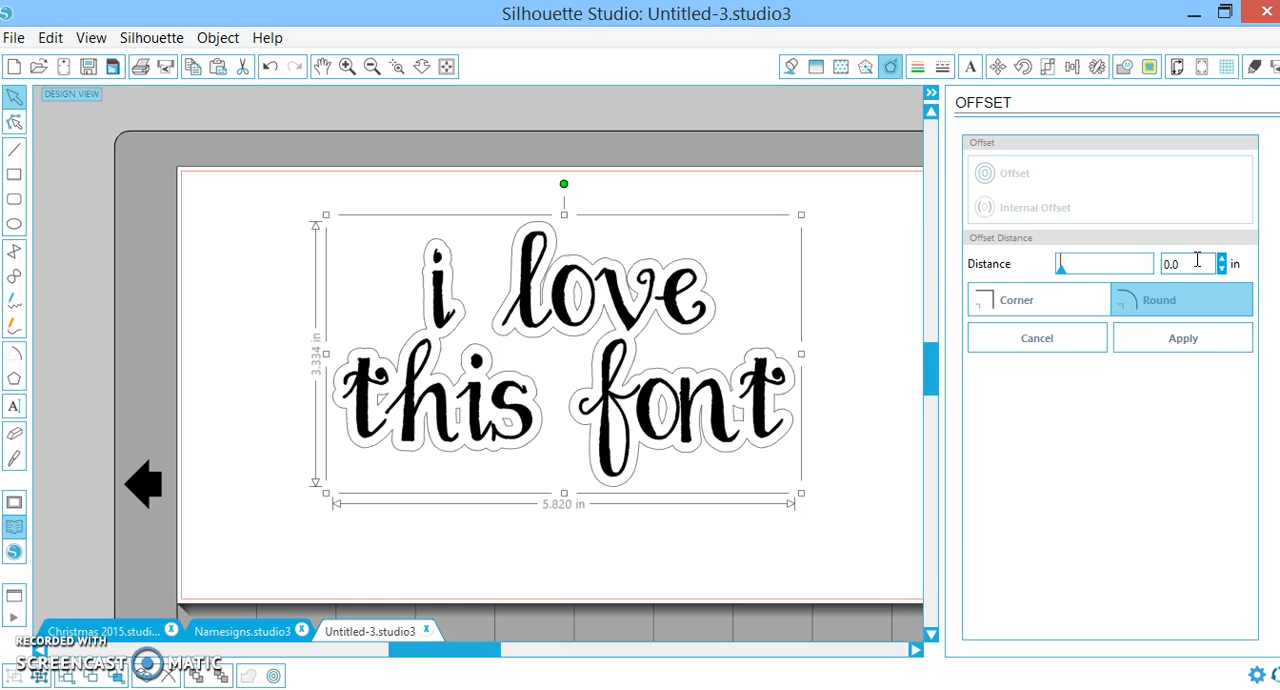 Silhouette Studio: Untitled-3.studio3
File Edit View Silhouette Object Help
DESIGN VIEW
OFFSET
Offset
Offset
Internal Offset
Offset Distance
Distance 0.0 in
Corner Round
Cancel Apply
i love
this font
3.334 in
5.820 in
Christmas 2015.studi... Namesigns.studio3 Untitled-3.studio3
RECORDED WITH
SCREENCAST MATIC